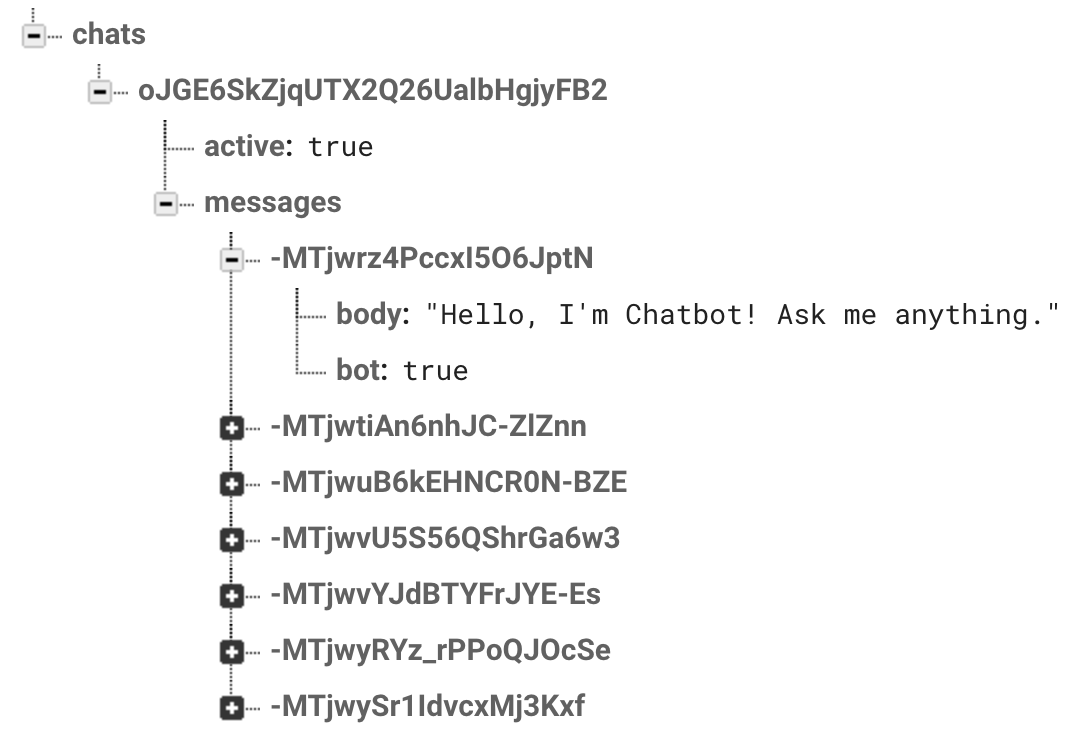 chats
oJGE6SkZjqUTX2Q26UalbHgjyFB2
active: true
messages
-MTjwrz4PccxI5O6JptN
body: "Hello, I'm Chatbot! Ask me anything."
bot: true
-MTjwtiAn6nhJC-ZlZnn
-MTjwuB6kEHNCR0N-BZE
-MTjwvU5S56QShrGa6w3
-MTjwvYJdBTYFrJYE-Es
-MTjwyRYz_rPPoQJOcSe
-MTjwySr1IdvcxMj3Kxf